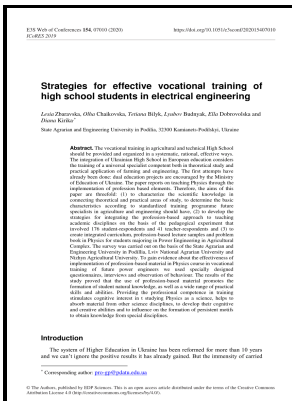 E3S Web of Conferences 154, 07010 (2020)
https://doi.org/10.1051/e3sconf/202015407010
ICoRES 2019
Strategies for effective vocational training of
high school students in electrical engineering
Lesia Zbaravska, Olha Chaikovska, Tetiana Bilyk, Lyubov Budnyak, Ella Dobrovolska and
Diana Kirika*
State Agrarian and Engineering University in Podilia, 32300 Kamianets-Podilskyi, Ukraine
Abstract. The vocational training in agricultural and technical High School
should be provided and organized in a systematic, rational, effective ways.
The integration of Ukrainian High School in European education considers
the training of a universal specialist competent both in theoretical study and
practical application of farming and engineering. The first attempts have
already been done: dual education projects are encouraged by the Ministry
of Education of Ukraine. The paper reports on teaching Physics through the
implementation of profession based elements. Therefore, the aims of this
paper are threefold: (1) to characterise the scientific knowledge in
connecting theoretical and practical areas of study, to determine the basic
characteristics according to standardized training programme future
specialists in agriculture and engineering should have, (2) to develop the
strategies for integrating the profession-based approach to teaching
academic disciplines on the basis of the pedagogical experiment that
involved 176 student-respondents and 41 teacher-respondents and (3) to
create integrated curriculum, profession-based lecture samples and problem
book in Physics for students majoring in Power Engineering in Agricultural
Complex. The survey was carried out on the basis of the State Agrarian and
Engineering University in Podilia, Lviv National Agrarian University and
Nizhyn Agricultural University. To gain evidence about the effectiveness of
implementation of profession-based material in Physics course in vocational
training of future power engineers we used specially designed
questionnaires, interviews and observation of behaviour. The results of the
study proved that the use of profession-based material promotes the
formation of student natural knowledge, as well as a wide range of practical
skills and abilities. Providing the professional competence in training
stimulates cognitive interest in t studying Physics as a science, helps to
absorb material from other science disciplines, to develop their cognitive
and creative abilities and to influence on the formation of persistent motifs
to obtain knowledge from special disciplines.
Introduction
The system of Higher Education in Ukraine has been reformed for more than 10 years
and we can't ignore the positive results it has already gained. But the immensity of carried
* Corresponding author: pro-gp@pdatu.edu.ua
© The Authors, published by EDP Sciences. This is an open access article distributed under the terms of the Creative Commons
Attribution License 4.0 (http://creativecommons.org/licenses/by/4.0/).